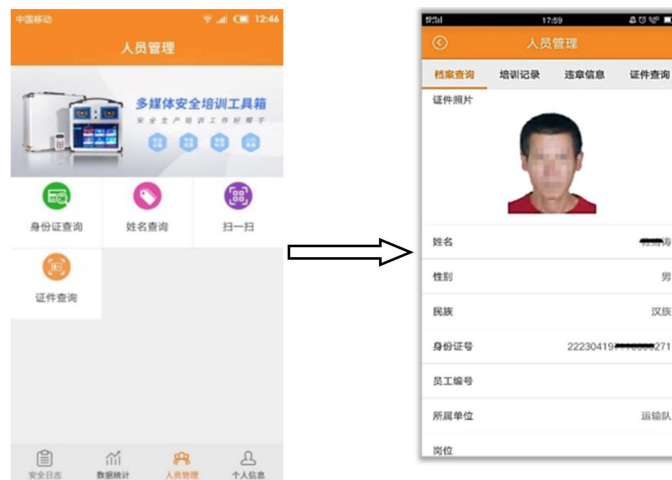 中国移动 12:46
人员管理
多媒体安全培训工具箱
安全生产培训工作好帮手
身份证查询 姓名查询 扫一扫
证件查询
安全日志 数据统计 人员管理 个人信息
17:59
人员管理
档案查询 培训记录 违章信息 证件查询
证件照片
姓名 涛
性别 男
民族 汉族
身份证号 22230419 271
员工编号
所属单位 运输队
岗位